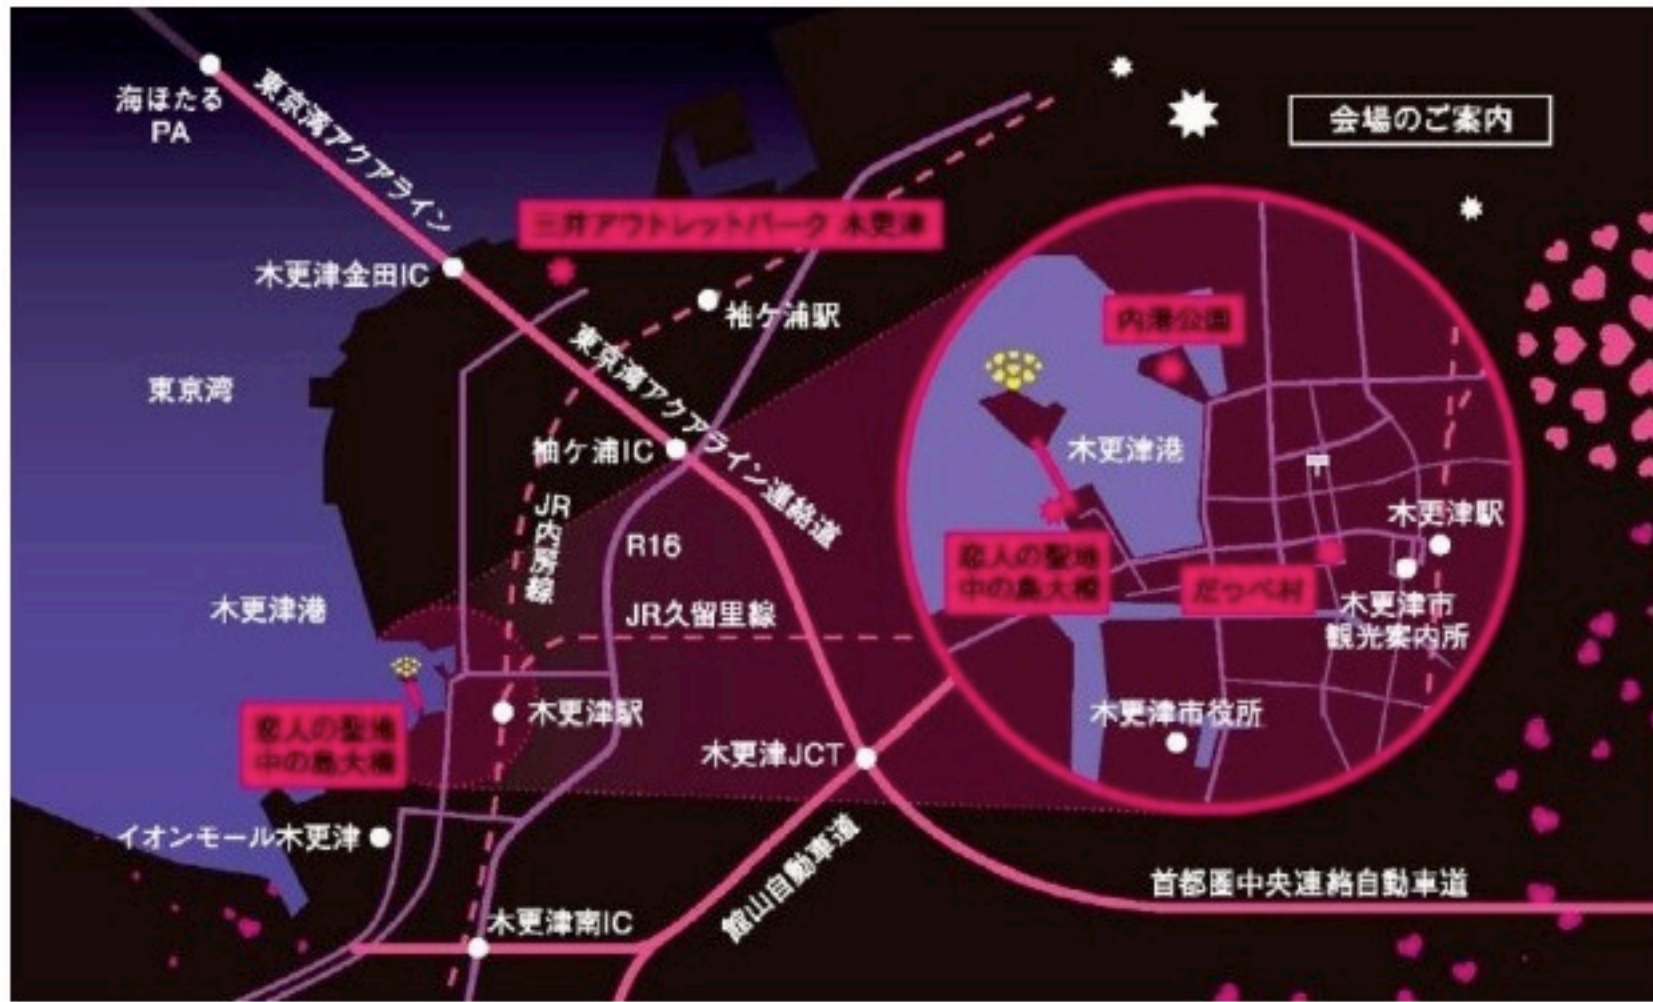 会場のご案内
海ほたる
PA
東京湾アクアライン
三井アウトレットパーク 木更津
木更津金田IC
袖ケ浦駅
東京湾アクアライン連絡道
東京湾
袖ケ浦IC
JR内房線
R16
木更津港
JR久留里線
恋人の聖地
中の島大橋
木更津駅
木更津JCT
イオンモール木更津
館山自動車道
木更津南IC
首都圏中央連絡自動車道
内港公園
木更津港
恋人の聖地
中の島大橋
だっぺ村
木更津駅
木更津市
観光案内所
木更津市役所